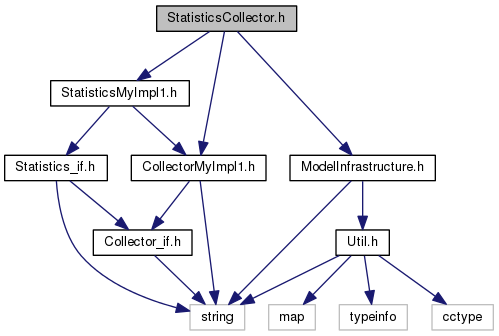 StatisticsCollector.h
StatisticsMyImpl1.h
Statistics_if.h
CollectorMyImpl1.h
ModelInfrastructure.h
Collector_if.h
Util.h
string
map
typeinfo
cctype